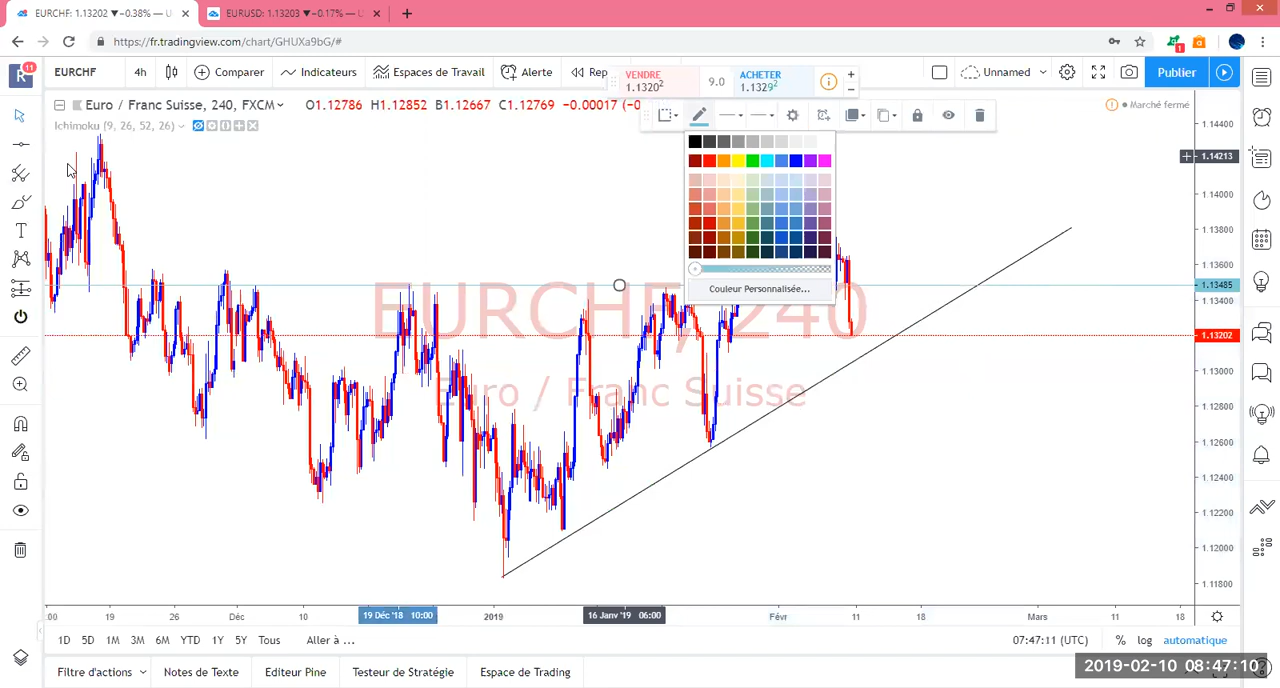 EURCHF: 1.13202 ▼−0.38% — U
EURUSD: 1.13203 ▼−0.17% — U
https://fr.tradingview.com/chart/GHUXa9bG/#
1
R
11
EURCHF
4h
Comparer
Indicateurs
Espaces de Travail
Alerte
Rep
VENDRE
1.1320²
9.0
ACHETER
1.1329²
Unnamed
Publier
Euro / Franc Suisse, 240, FXCM
O1.12786 H1.12852 B1.12667 C1.12769 −0.00017 (−0
Marché fermé
Ichimoku (9, 26, 52, 26)
Couleur Personnalisée...
EURCHF, 240
Euro / Franc Suisse
1.14400
1.14213
1.14000
1.13800
1.13600
1.13485
1.13400
1.13202
1.13000
1.12800
1.12600
1.12400
1.12200
1.12000
1.11800
:00
19
26
Déc
10
19 Déc '18 10:00
2019
16 Janv '19 06:00
Févr
11
18
Mars
11
18
1D 5D 1M 3M 6M YTD 1Y 5Y Tous Aller à ...
07:47:11 (UTC) % log automatique
Filtre d'actions
Notes de Texte
Editeur Pine
Testeur de Stratégie
Espace de Trading
2019-02-10 08:47:10